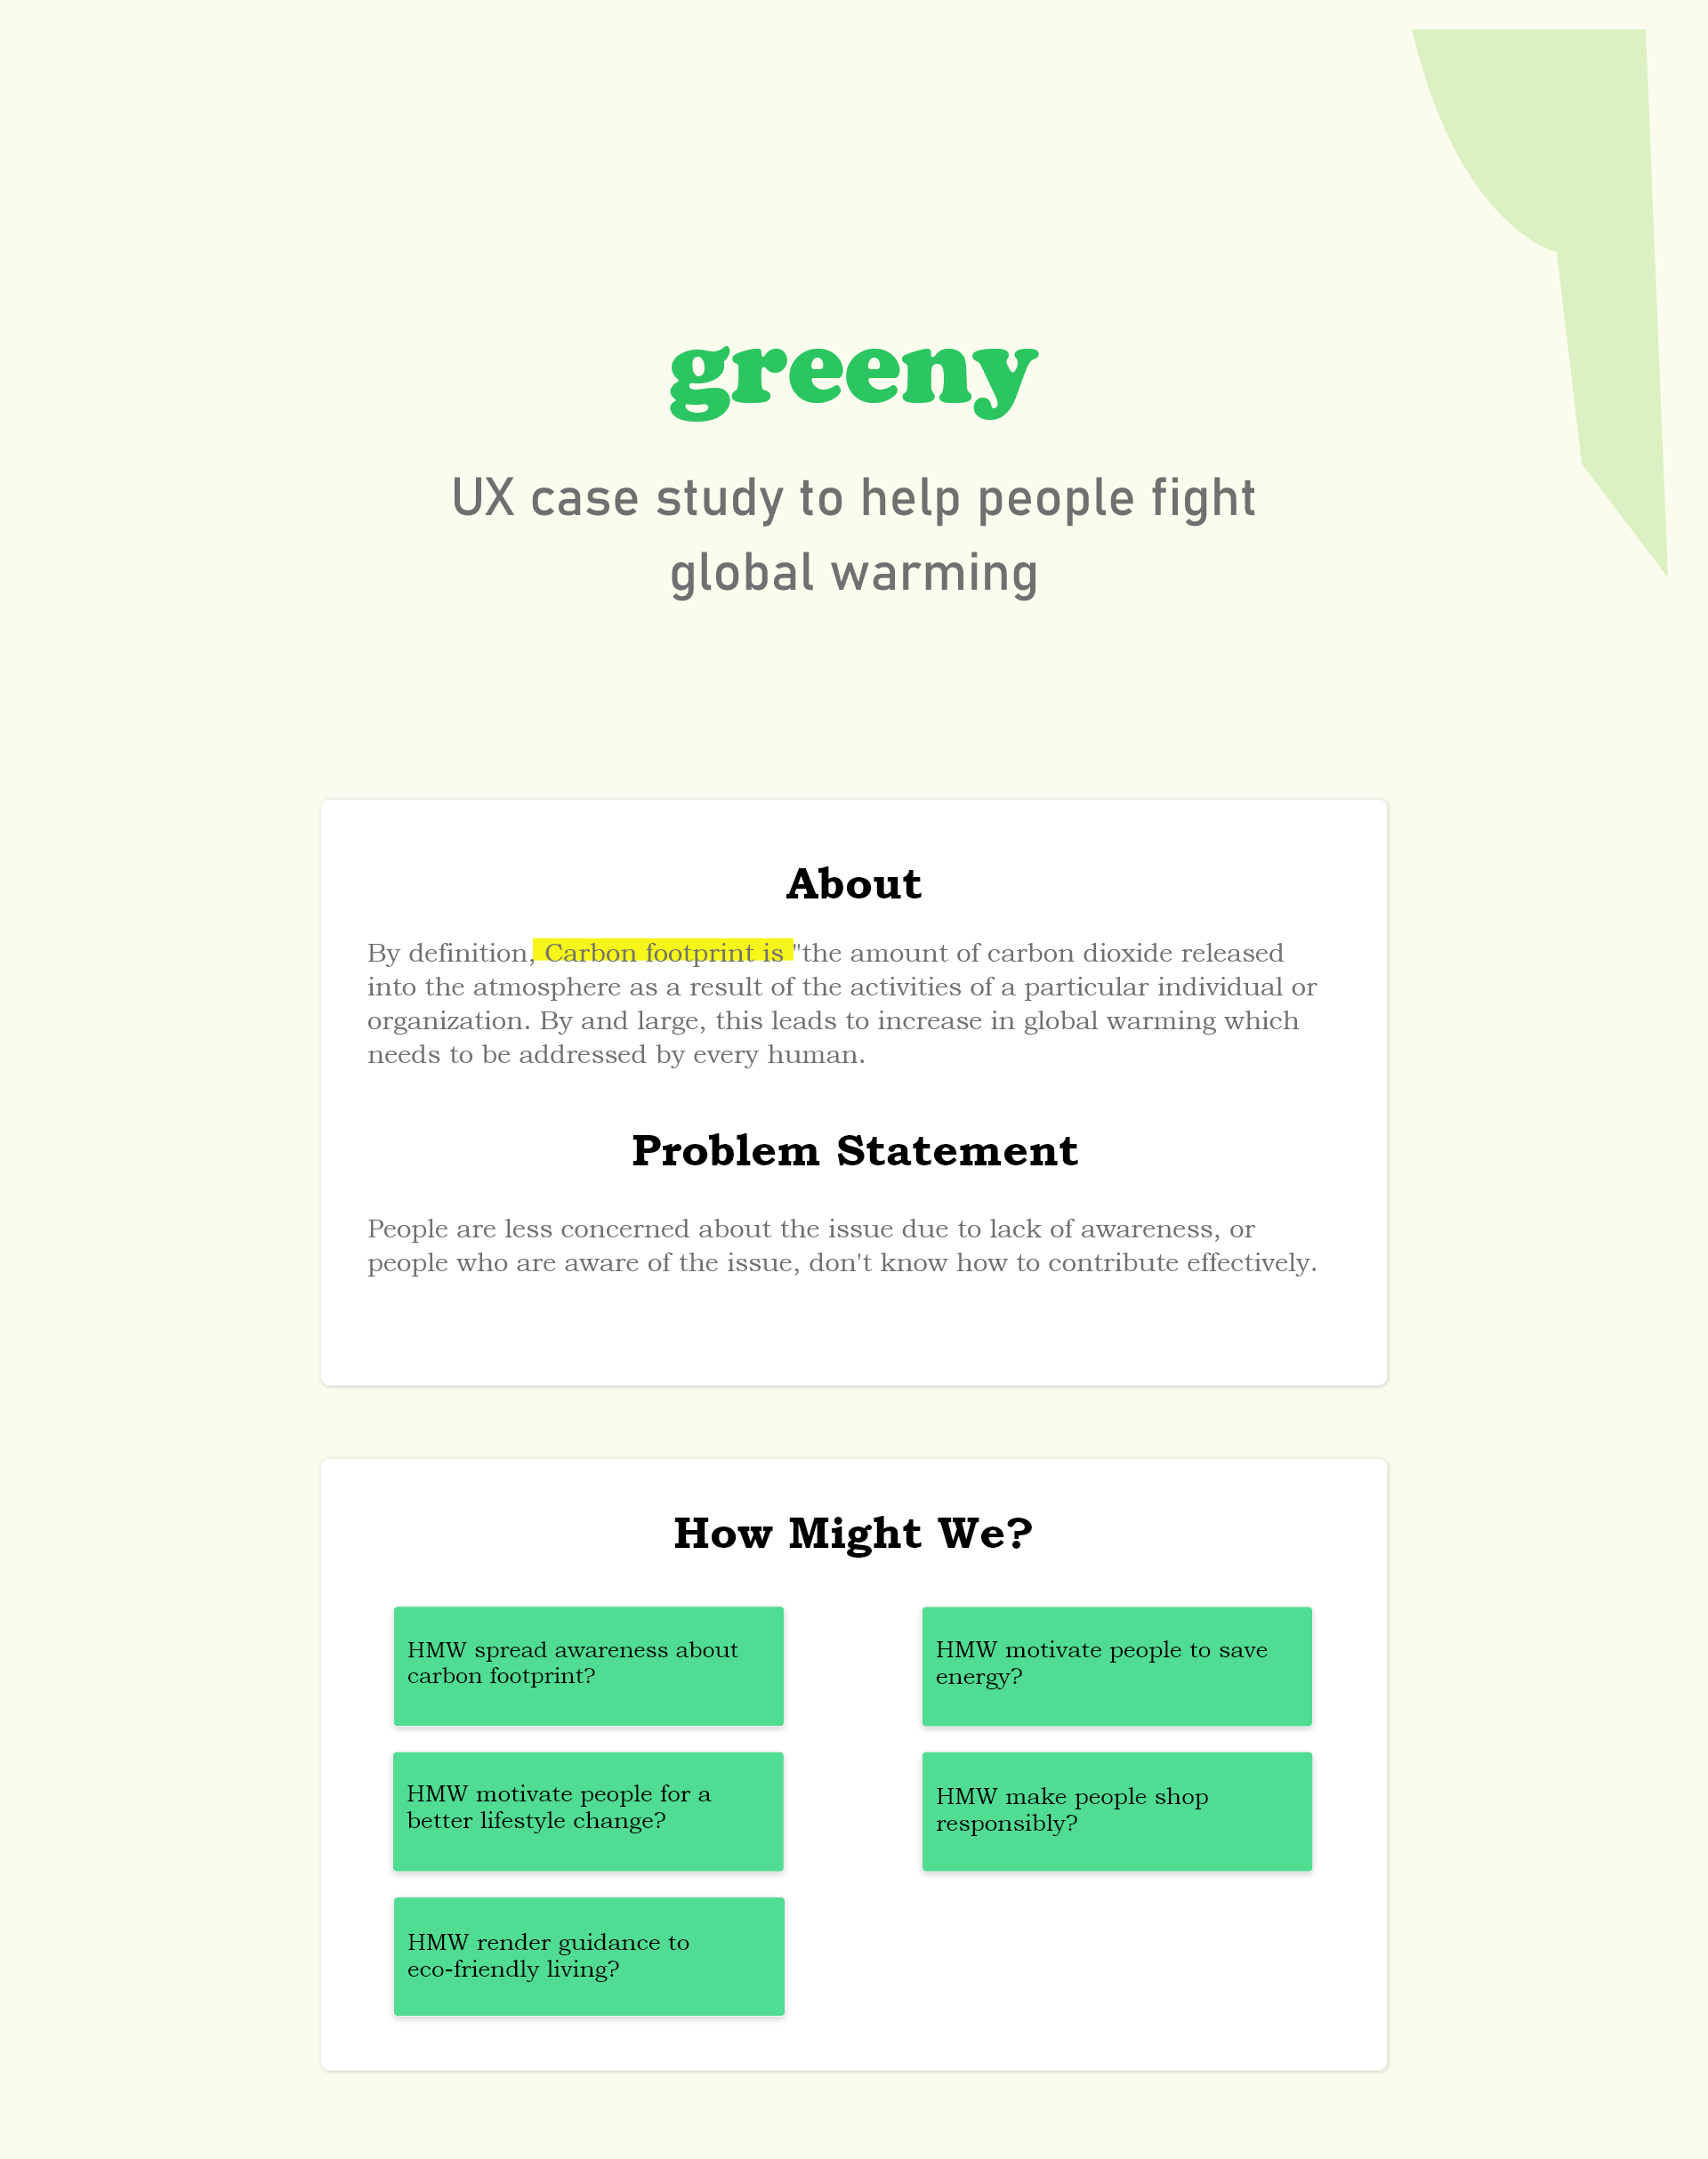 greeny
UX case study to help people fight
global warming
About
By definition, Carbon footprint is "the amount of carbon dioxide released
into the atmosphere as a result of the activities of a particular individual or
organization. By and large, this leads to increase in global warming which
needs to be addressed by every human.
Problem Statement
People are less concerned about the issue due to lack of awareness, or
people who are aware of the issue, don't know how to contribute effectively.
How Might We?
HMW spread awareness about
carbon footprint?
HMW motivate people to save
energy?
HMW motivate people for a
better lifestyle change?
HMW make people shop
responsibly?
HMW render guidance to
eco-friendly living?